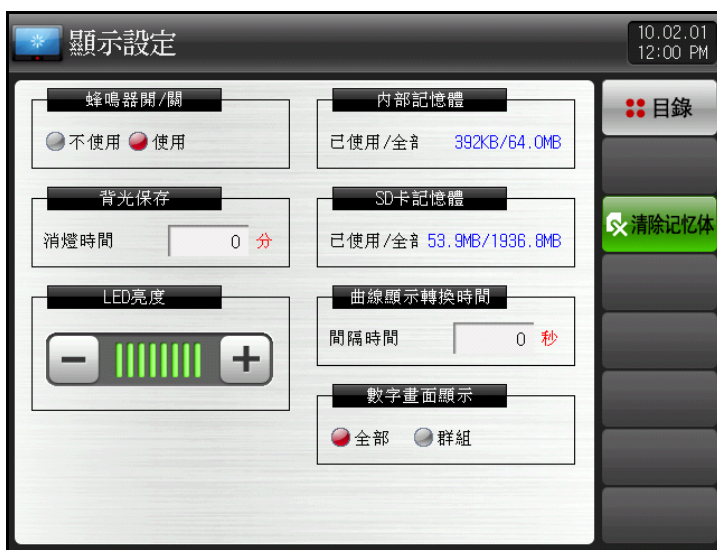 顯示設定
10.02.01
12:00 PM
蜂鳴器開/關
不使用 使用
背光保存
消燈時間 0 分
LED亮度
− +
内部記憶體
已使用/全 392KB/64.0MB
SD卡記憶體
已使用/全 53.9MB/1936.8MB
曲線顯示轉換時間
間隔時間 0 秒
數字畫面顯示
全部 群組
目錄
清除记忆体